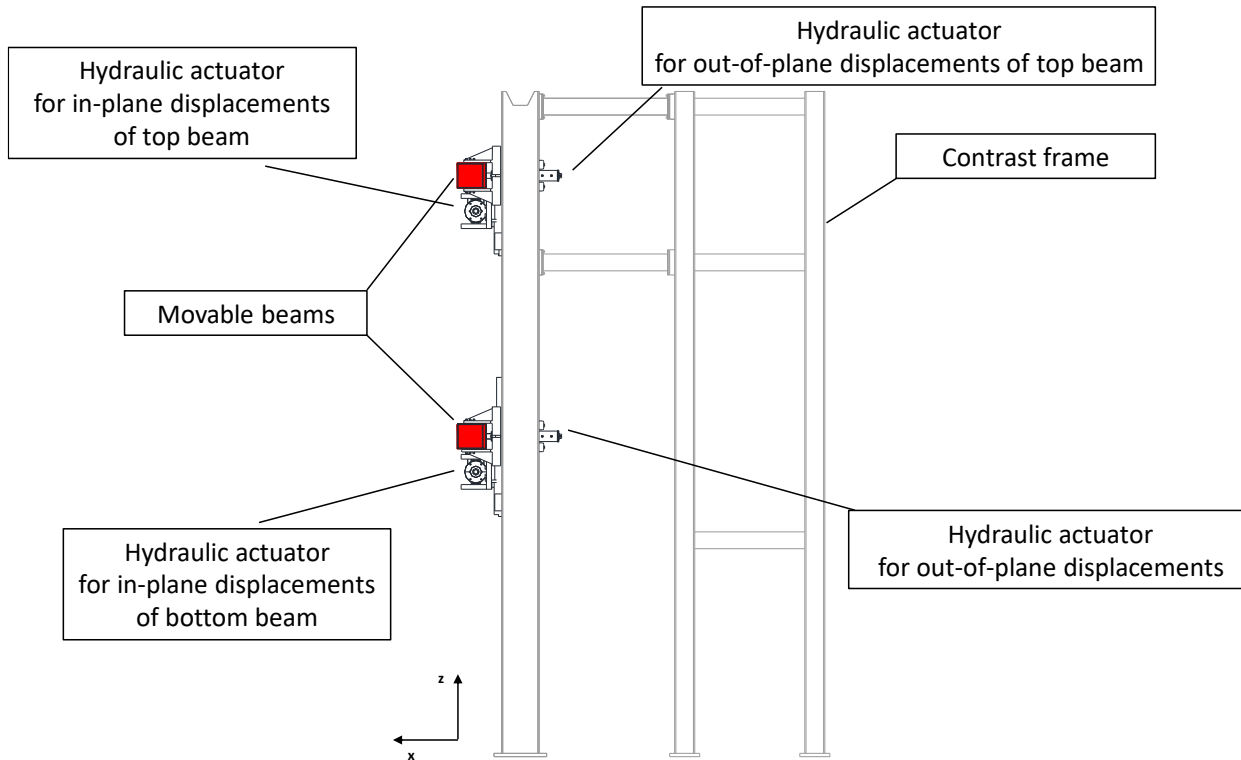 Hydraulic actuator
for in-plane displacements
of top beam
Hydraulic actuator
for out-of-plane displacements of top beam
Contrast frame
Movable beams
Hydraulic actuator
for in-plane displacements
of bottom beam
Hydraulic actuator
for out-of-plane displacements
z
x